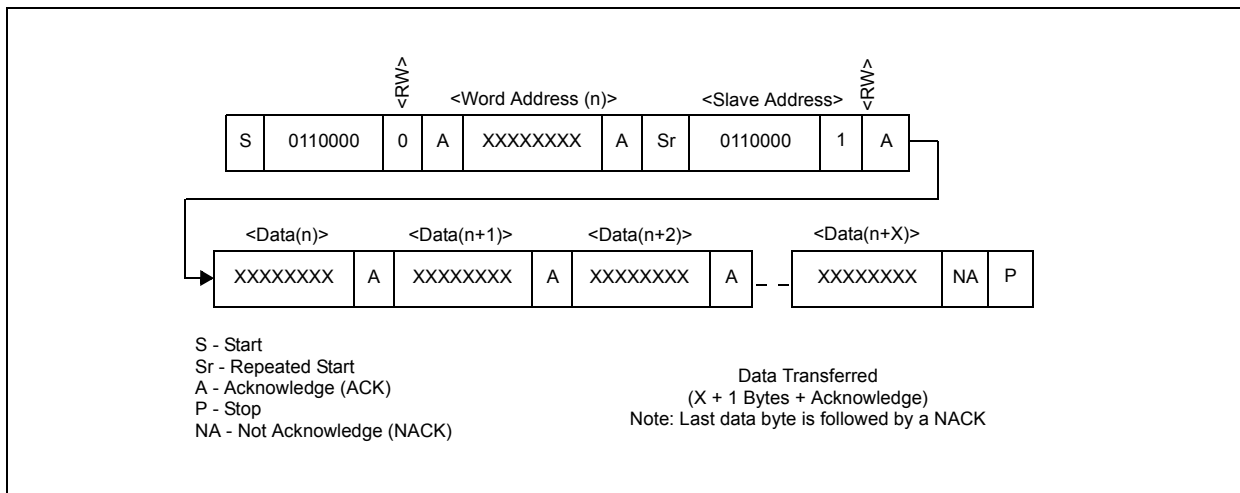 <RW> <Word Address (n)> <Slave Address> <RW>
S 0110000 0 A XXXXXXXX A Sr 0110000 1 A
<Data(n)> <Data(n+1)> <Data(n+2)> <Data(n+X)>
XXXXXXXX A XXXXXXXX A XXXXXXXX A XXXXXXXX NA P
S - Start
Sr - Repeated Start
A - Acknowledge (ACK)
P - Stop
NA - Not Acknowledge (NACK)
Data Transferred
(X + 1 Bytes + Acknowledge)
Note: Last data byte is followed by a NACK